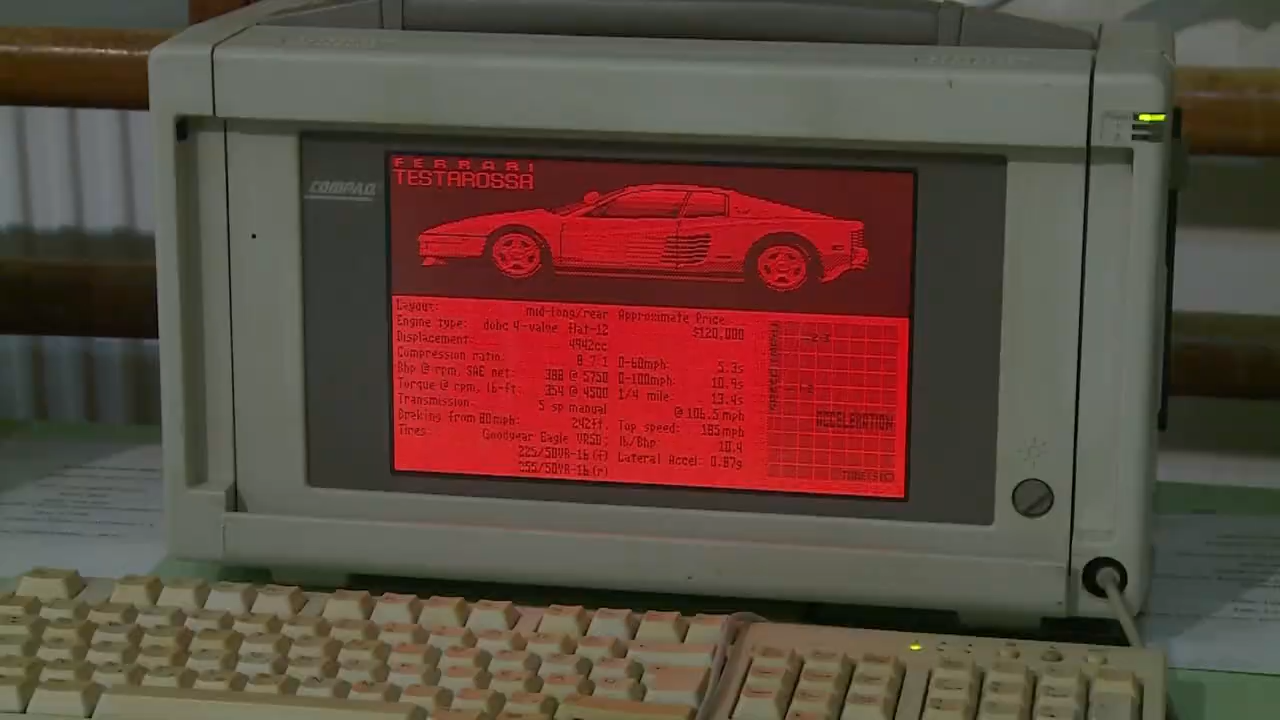 COMPAQ
FERRARI
TESTAROSSA
Layout: mid-long/rear
Engine type: dohc 4-valve flat-12
Displacement: 4942cc
Compression ratio: 8.7:1
Bhp @ rpm, SAE net: 388 @ 5750
Torque @ rpm, lb-ft: 354 @ 4500
Transmission: 5 sp manual
Braking from 80mph: 242ft.
Tires: Goodyear Eagle VR50:
225/50VR-16 (f)
255/50VR-16 (r)
Approximate Price
$120,000
0-60mph: 5.3s
0-100mph: 10.9s
1/4 mile: 13.4s
@ 106.5 mph
Top speed: 185 mph
lb/Bhp: 10.4
Lateral Accel: 0.87g
ACCELERATION